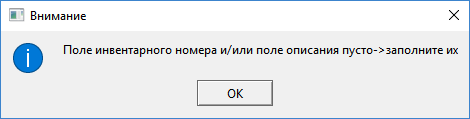 Внимание
Поле инвентарного номера и/или поле описания пусто->заполните их
OK